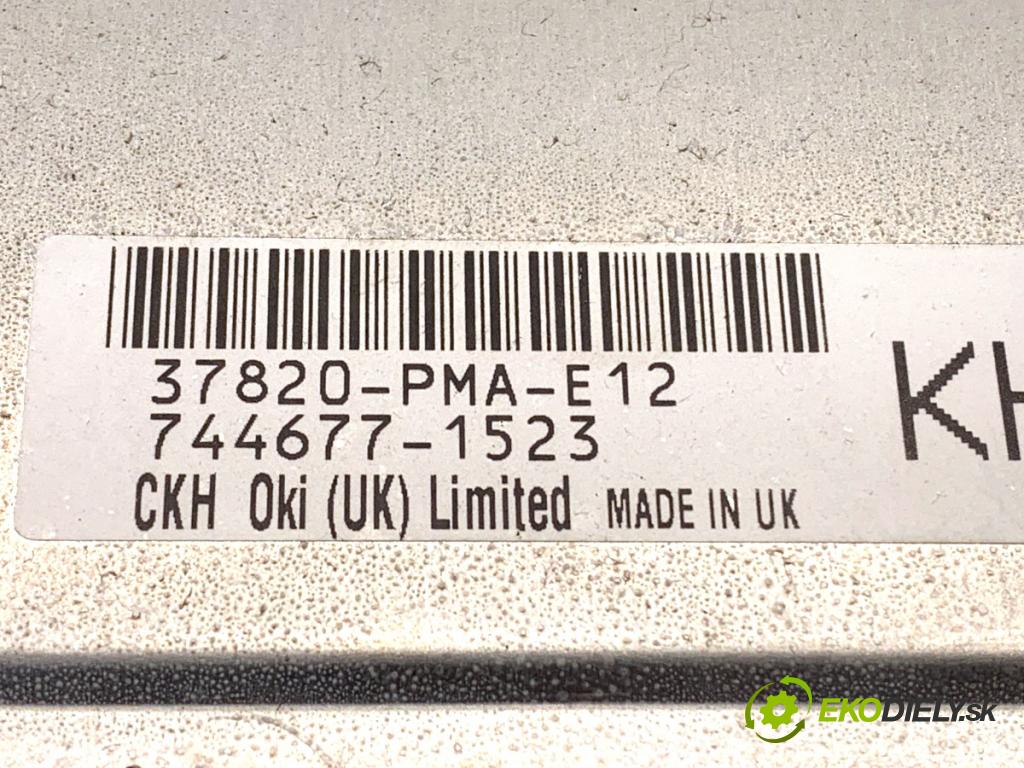 37820-PMA-E12
744677-1523
CKH Oki (UK) Limited MADE IN UK
KH
EKODIELY.SK